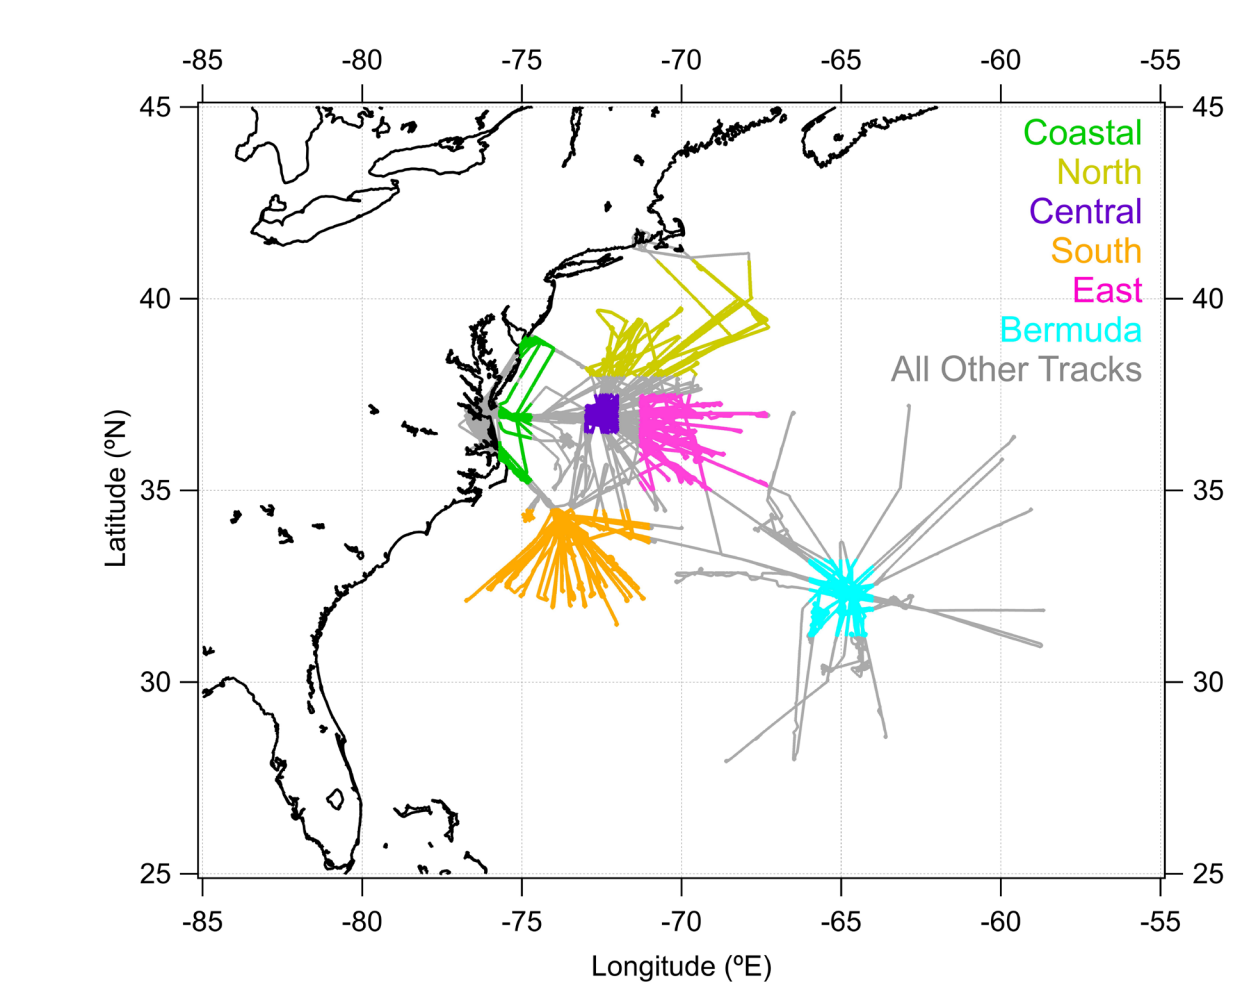 -85 -80 -75 -70 -65 -60 -55
45 45
Coastal
North
Central
South
East
Bermuda
All Other Tracks
40 40
35 35
30 30
25 25
Latitude (ºN)
-85 -80 -75 -70 -65 -60 -55
Longitude (ºE)